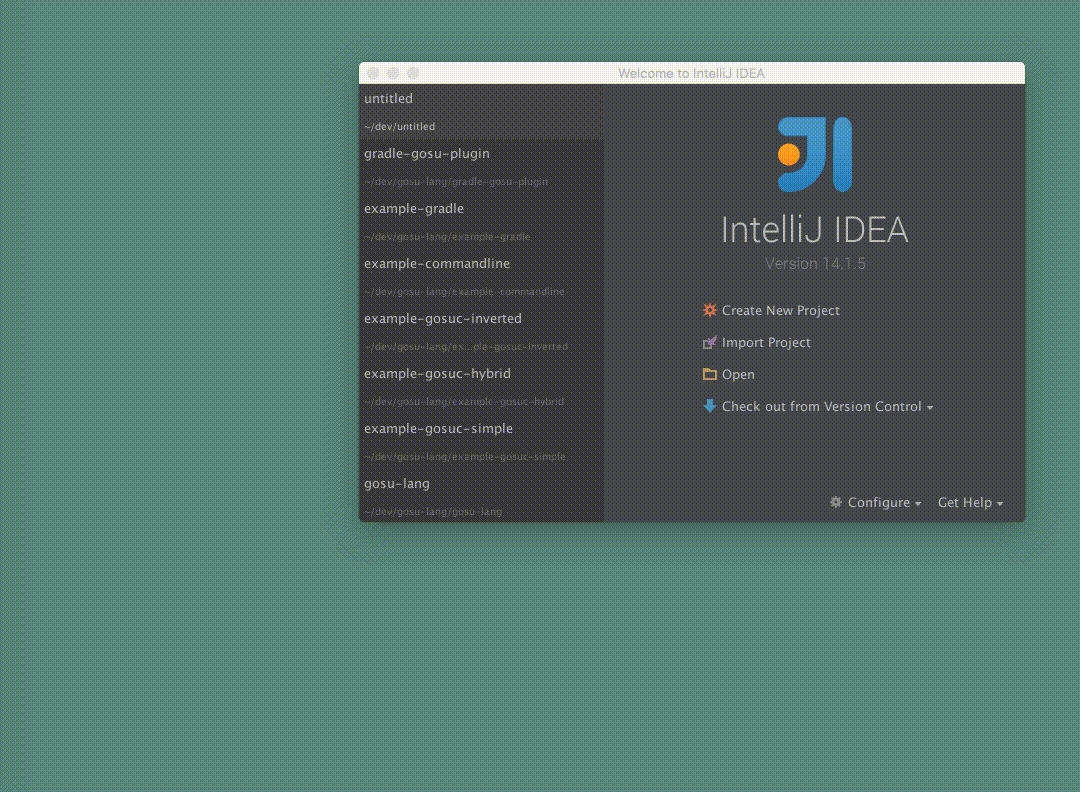 Welcome to IntelliJ IDEA
untitled
~/dev/untitled
gradle-gosu-plugin
~/dev/gosu-lang/gradle-gosu-plugin
example-gradle
~/dev/gosu-lang/example-gradle
example-commandline
~/dev/gosu-lang/example-commandline
example-gosuc-inverted
~/dev/gosu-lang/ex...ple-gosuc-inverted
example-gosuc-hybrid
~/dev/gosu-lang/example-gosuc-hybrid
example-gosuc-simple
~/dev/gosu-lang/example-gosuc-simple
gosu-lang
~/dev/gosu-lang/gosu-lang
IntelliJ IDEA
Version 14.1.5
Create New Project
Import Project
Open
Check out from Version Control
Configure
Get Help